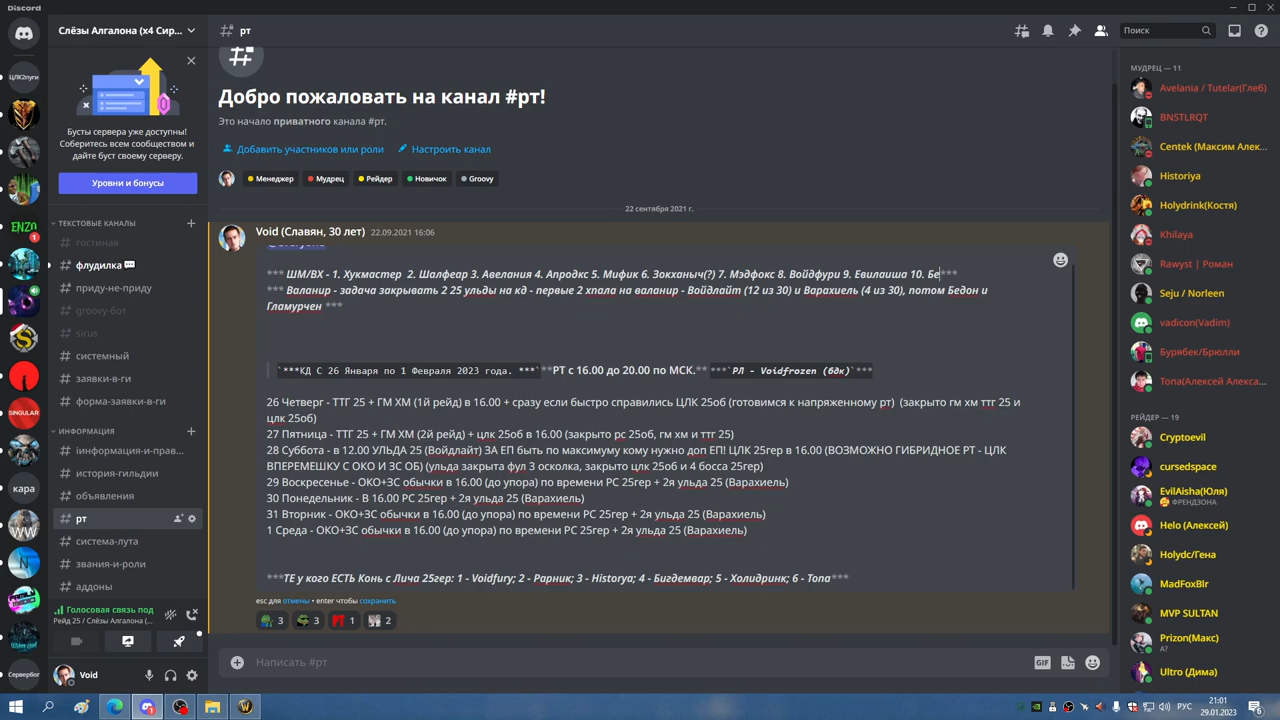 Discord
Слёзы Алгалона (x4 Сир...
рт
Поиск
ЦЛК2пуги
Бусты сервера уже доступны!
Соберитесь всем сообществом и
дайте буст своему серверу.
Уровни и бонусы
ТЕКСТОВЫЕ КАНАЛЫ
гостиная
флудилка
приду-не-приду
groovy-бот
sirus
системный
заявки-в-ги
форма-заявки-в-ги
ИНФОРМАЦИЯ
информация-и-прав...
история-гильдии
объявления
рт
система-лута
звания-и-роли
аддоны
Голосовая связь под
Рейд 25 / Слёзы Алгалона (...
Void
ENZO
1
SINGULAR
кара
WW
Сервербог
Добро пожаловать на канал #рт!
Это начало приватного канала #рт.
Добавить участников или роли
Настроить канал
Менеджер
Мудрец
Рейдер
Новичок
Groovy
22 сентября 2021 г.
Void (Славян, 30 лет) 22.09.2021 16:06
@everyone
*** ШМ/ВХ - 1. Хукмастер 2. Шалфеар 3. Авелания 4. Апродкс 5. Мифик 6. Зокханыч(?) 7. Мэдфокс 8. Войдфури 9. Евилаиша 10. Бе***
*** Валанир - задача закрывать 2 25 ульды на кд - первые 2 хпала на валанир - Войдлайт (12 из 30) и Варахиель (4 из 30), потом Бедон и
Гламурчен ***
`***КД С 26 Января по 1 Февраля 2023 года. ***`**РТ с 16.00 до 20.00 по МСК.** ***`РЛ - Voidfrozen (бдк)`***
26 Четверг - ТТГ 25 + ГМ ХМ (1й рейд) в 16.00 + сразу если быстро справились ЦЛК 25об (готовимся к напряженному рт) (закрыто гм хм ттг 25 и
цлк 25об)
27 Пятница - ТТГ 25 + ГМ ХМ (2й рейд) + цлк 25об в 16.00 (закрыто рс 25об, гм хм и ттг 25)
28 Суббота - в 12.00 УЛЬДА 25 (Войдлайт) ЗА ЕП быть по максимуму кому нужно доп ЕП! ЦЛК 25гер в 16.00 (ВОЗМОЖНО ГИБРИДНОЕ РТ - ЦЛК
ВПЕРЕМЕШКУ С ОКО И ЗС ОБ) (ульда закрыта фул 3 осколка, закрыто цлк 25об и 4 босса 25гер)
29 Воскресенье - ОКО+ЗС обычки в 16.00 (до упора) по времени РС 25гер + 2я ульда 25 (Варахиель)
30 Понедельник - В 16.00 РС 25гер + 2я ульда 25 (Варахиель)
31 Вторник - ОКО+ЗС обычки в 16.00 (до упора) по времени РС 25гер + 2я ульда 25 (Варахиель)
1 Среда - ОКО+ЗС обычки в 16.00 (до упора) по времени РС 25гер + 2я ульда 25 (Варахиель)
***ТЕ у кого ЕСТЬ Конь с Лича 25гер: 1 - Voidfury; 2 - Рарник; 3 - Historya; 4 - Бигдемвар; 5 - Холидринк; 6 - Топа***
esc для отмены • enter чтобы сохранить
3
3
1
2
Написать #рт
GIF
МУДРЕЦ — 11
Avelania / Tutelar(Глеб)
BNSTLRQT
Centek (Максим Алек...
Historiya
Holydrink(Костя)
Khilaya
Rawyst | Роман
Seju / Norleen
vadicon(Vadim)
Бурябек/Брюлли
Топа(Алексей Алекса...
РЕЙДЕР — 19
Cryptoevil
cursedspace
EvilAisha(Юля)
ФРЕНДЗОНА
Helo (Алексей)
Holydc/Гена
MadFoxBlr
MVP SULTAN
Prizon(Макс)
A?
Ultro (Дима)
РУС
21:01
29.01.2023
6